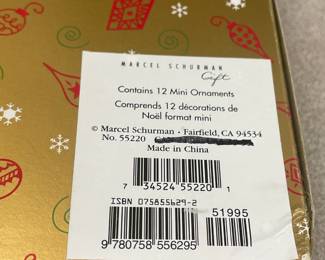 MARCEL SCHURMAN
Gift
Contains 12 Mini Ornaments
Comprends 12 décorations de
Noël format mini
© Marcel Schurman • Fairfield, CA 94534
No. 55220
Made in China
7 34524 55220 1
ISBN 075855629-2
51995
9 780758 556295